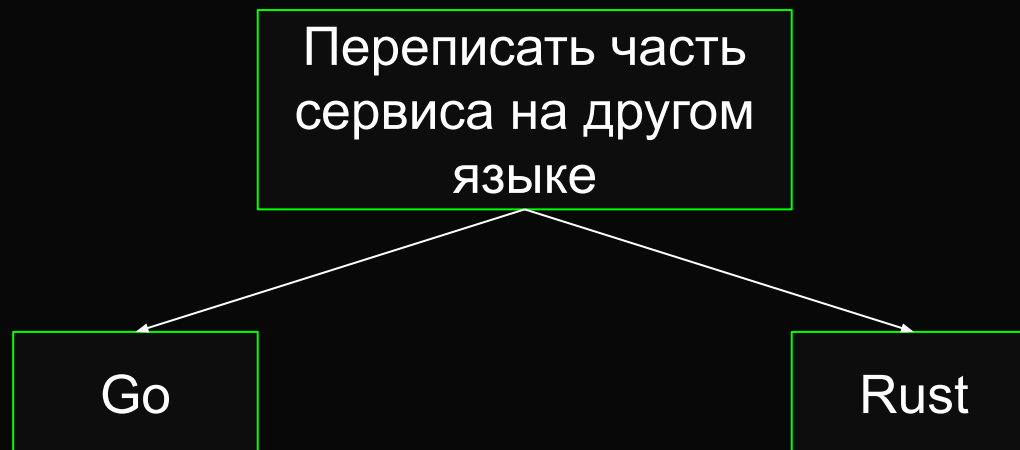 Переписать часть
сервиса на другом
языке
Go
Rust